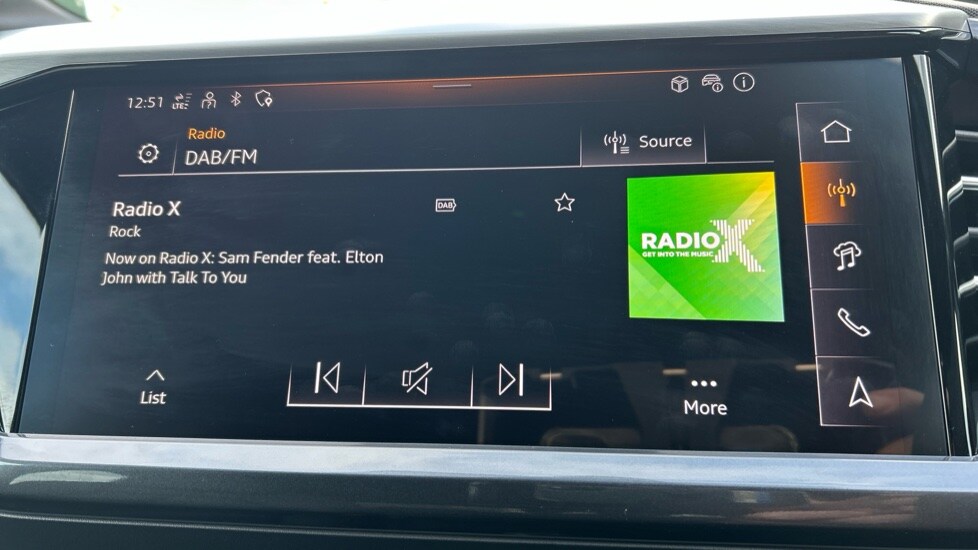 12:51 LTE
Radio
DAB/FM
Source
Radio X
DAB
Rock
Now on Radio X: Sam Fender feat. Elton
John with Talk To You
RADIO X
GET INTO THE MUSIC
List
More